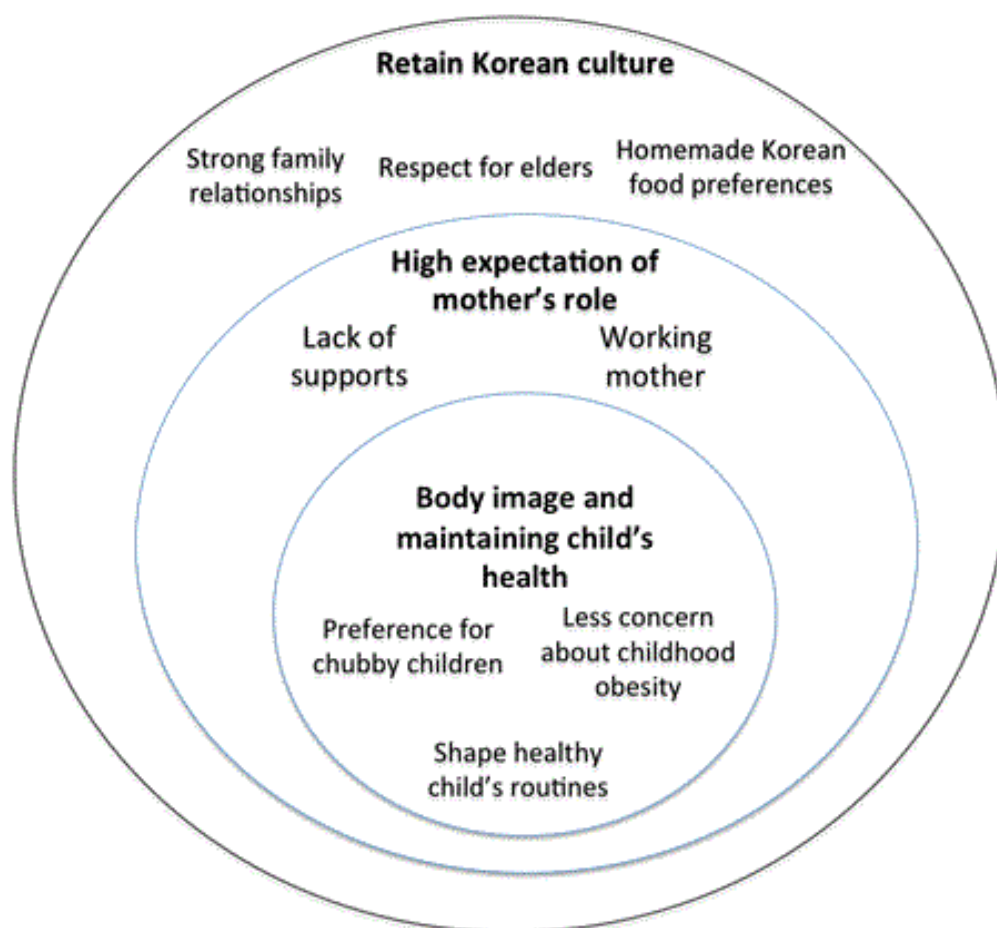 Retain Korean culture
Strong family
relationships
Respect for elders
Homemade Korean
food preferences
High expectation of
mother's role
Lack of
supports
Working
mother
Body image and
maintaining child's
health
Preference for
chubby children
Less concern
about childhood
obesity
Shape healthy
child's routines